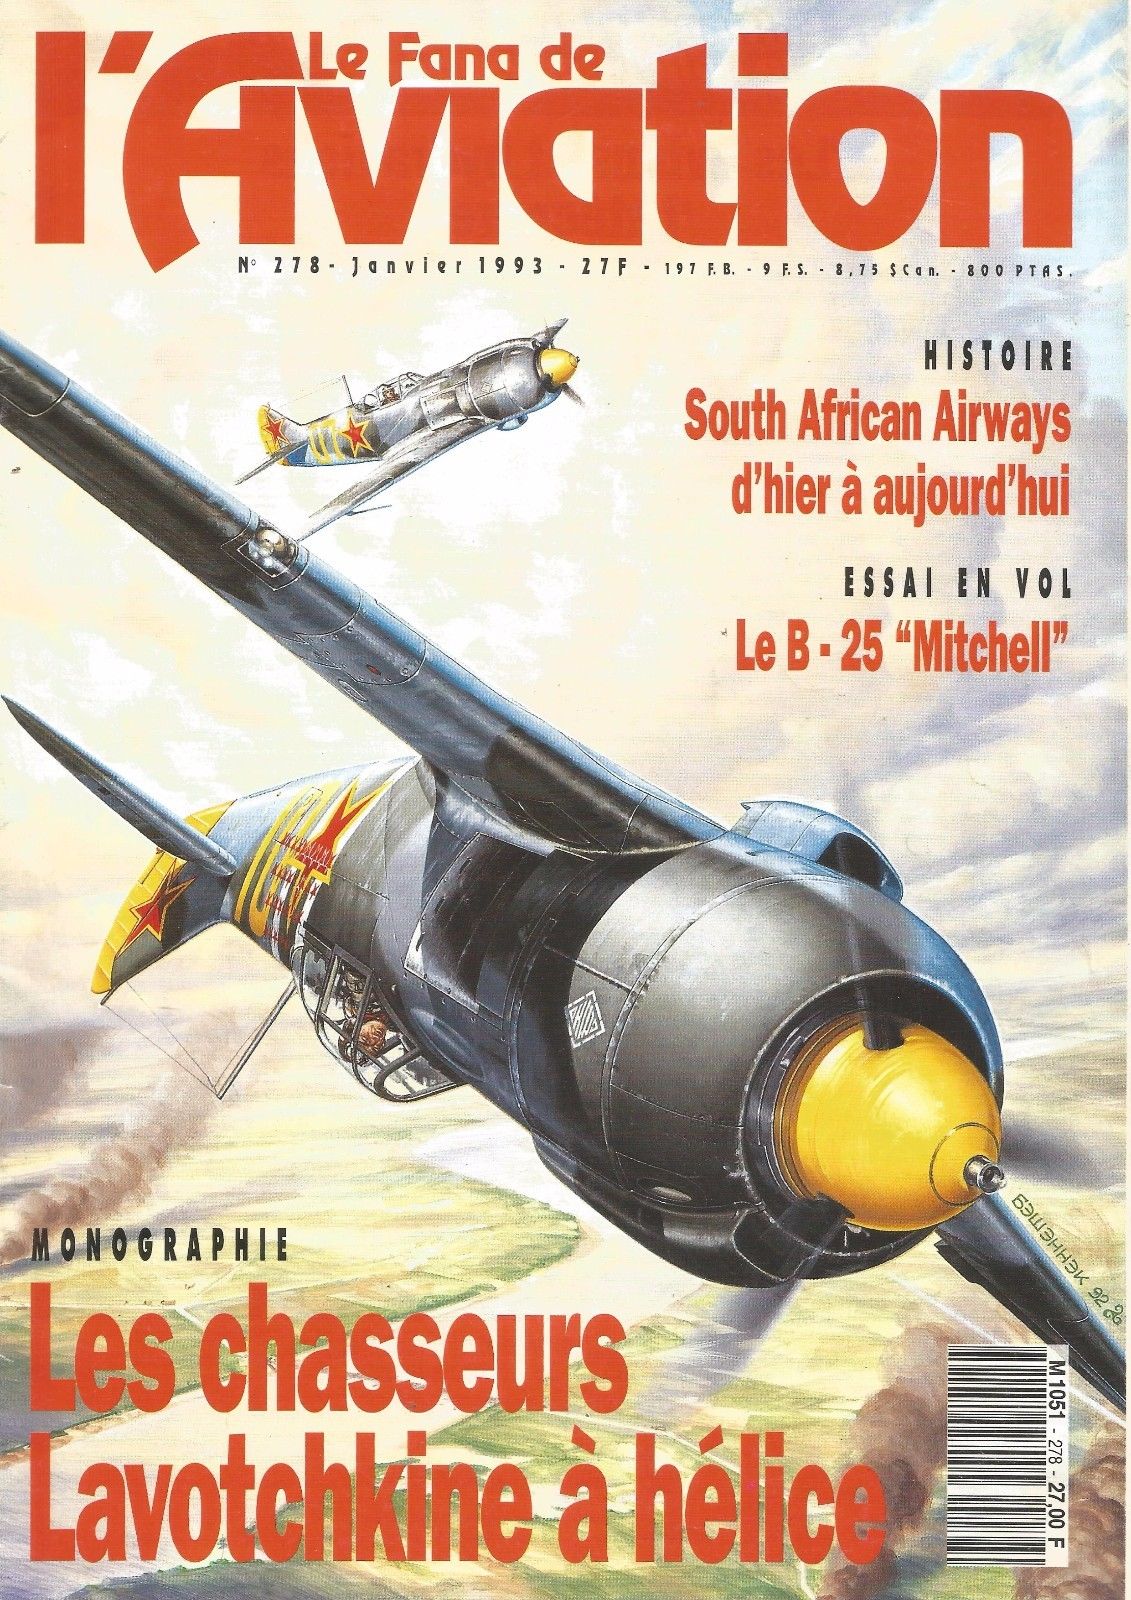 Le Fana de
l'Aviation
N° 278 - Janvier 1993 - 27F - 197 F.B. - 9 F.S. - 8,75 $Can. - 800 PTAS.
HISTOIRE
South African Airways
d'hier à aujourd'hui
ESSAI EN VOL
Le B - 25 “Mitchell”
MONOGRAPHIE
Les chasseurs
Lavotchkine à hélice
M 1051 - 278 - 27,00 F